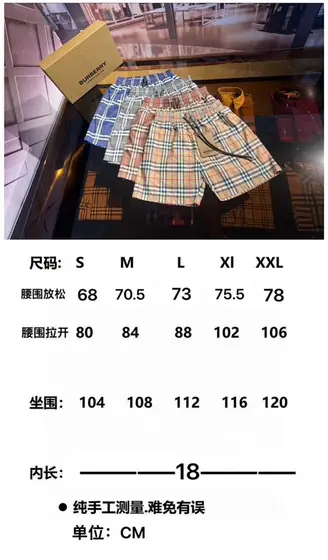 BURBERRY
尺码: S M L Xl XXL
腰围放松 68 70.5 73 75.5 78
腰围拉开 80 84 88 102 106
坐围: 104 108 112 116 120
内长: ————18————
● 纯手工测量.难免有误
单位: CM